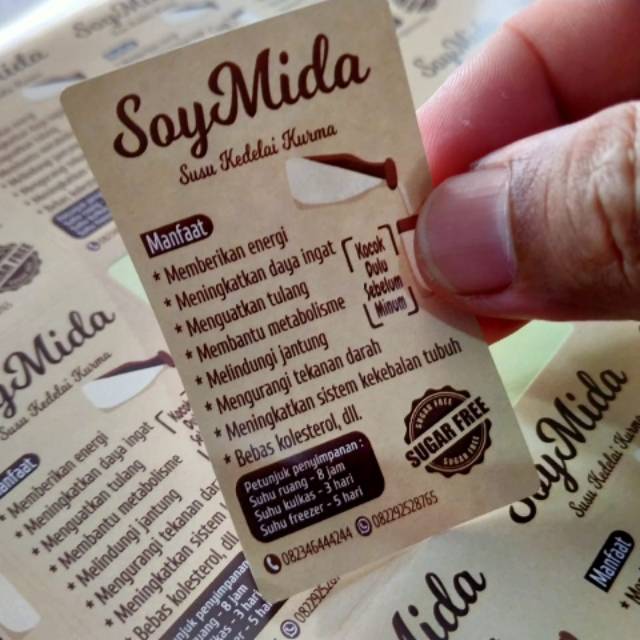 SoyMida
Susu Kedelai Kurma
Manfaat
* Memberikan energi
* Meningkatkan daya ingat
* Menguatkan tulang
* Membantu metabolisme
* Melindungi jantung
* Mengurangi tekanan darah
* Meningkatkan sistem kekebalan tubuh
* Bebas kolesterol, dll.
Kocok
Dulu
Sebelum
Minum
SUGAR FREE
Petunjuk penyimpanan :
Suhu ruang - 8 jam
Suhu kulkas - 3 hari
Suhu freezer - 5 hari
082346444244 082292528765